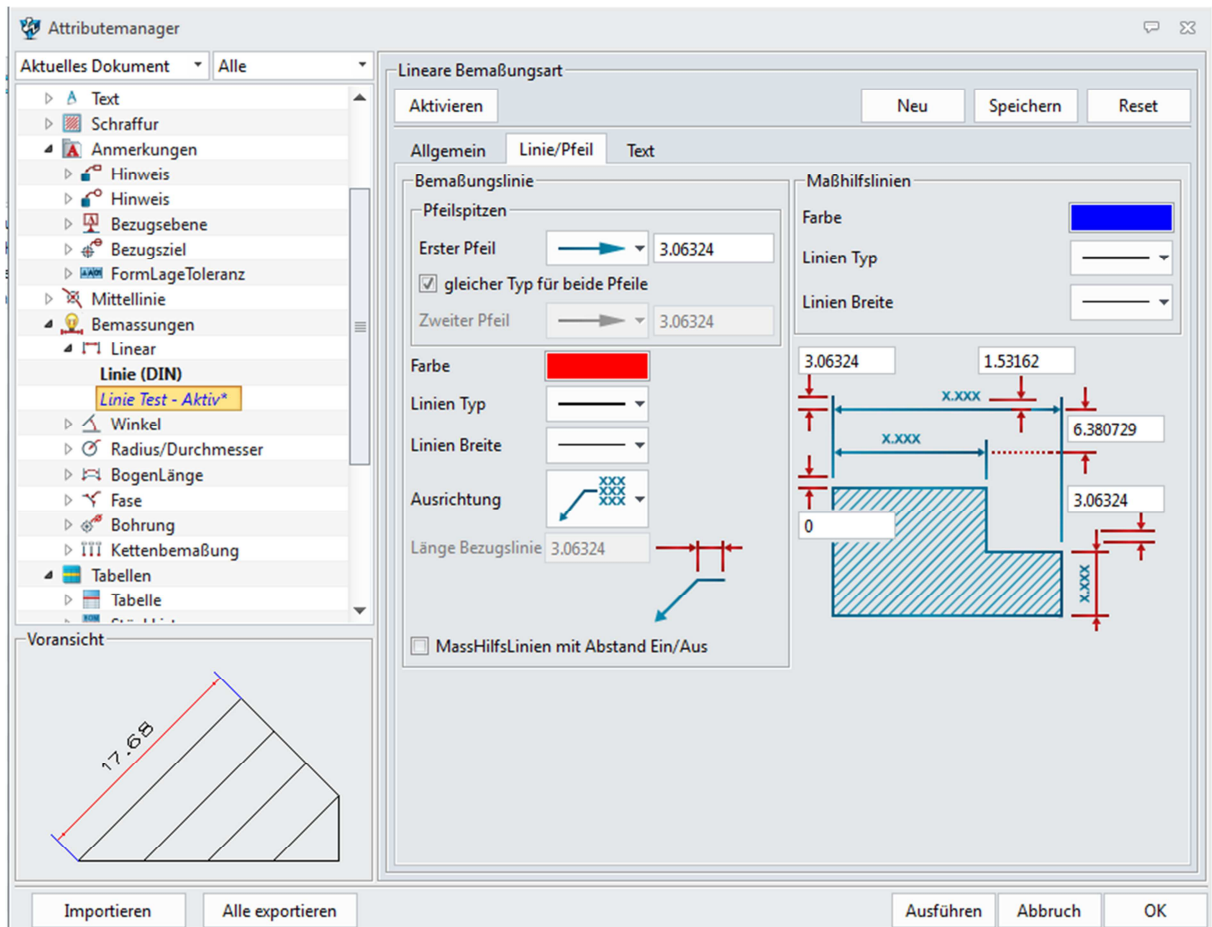 Attributemanager
Aktuelles Dokument Alle
Text
Schraffur
Anmerkungen
Hinweis
Hinweis
Bezugsebene
Bezugsziel
FormLageToleranz
Mittellinie
Bemassungen
Linear
Linie (DIN)
Linie Test - Aktiv*
Winkel
Radius/Durchmesser
BogenLänge
Fase
Bohrung
Kettenbemaßung
Tabellen
Tabelle
Voransicht
17.68
Lineare Bemaßungsart
Aktivieren Neu Speichern Reset
Allgemein Linie/Pfeil Text
Bemaßungslinie
Pfeilspitzen
Erster Pfeil 3.06324
gleicher Typ für beide Pfeile
Zweiter Pfeil 3.06324
Farbe
Linien Typ
Linien Breite
Ausrichtung XXX
XXX
XXX
Länge Bezugslinie 3.06324
MassHilfsLinien mit Abstand Ein/Aus
Maßhilfslinien
Farbe
Linien Typ
Linien Breite
3.06324 1.53162
x.xxx
6.380729
x.xxx
3.06324
0
x.xxx
Importieren Alle exportieren Ausführen Abbruch OK